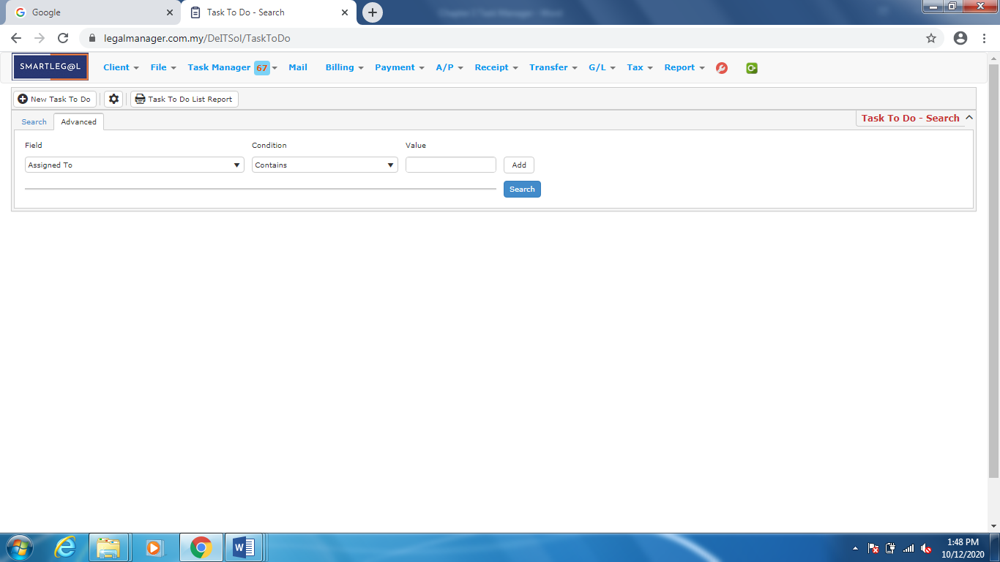 Google
Task To Do - Search
legalmanager.com.my/DeITSol/TaskToDo
SMARTLEG@L
Client File Task Manager 67 Mail Billing Payment A/P Receipt Transfer G/L Tax Report
New Task To Do Task To Do List Report
Search Advanced Task To Do - Search
Field Condition Value
Assigned To Contains Add
Search
1:48 PM
10/12/2020